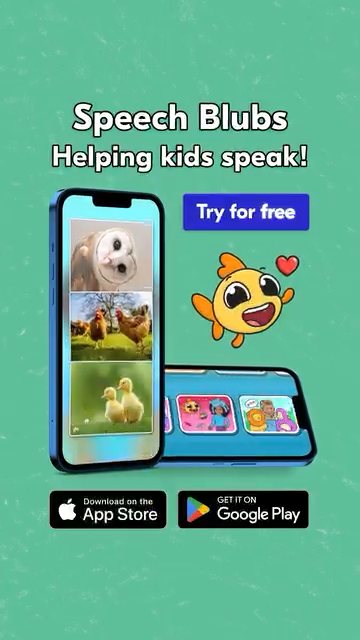 Speech Blubs
Helping kids speak!
Try for free
Download on the
App Store
GET IT ON
Google Play